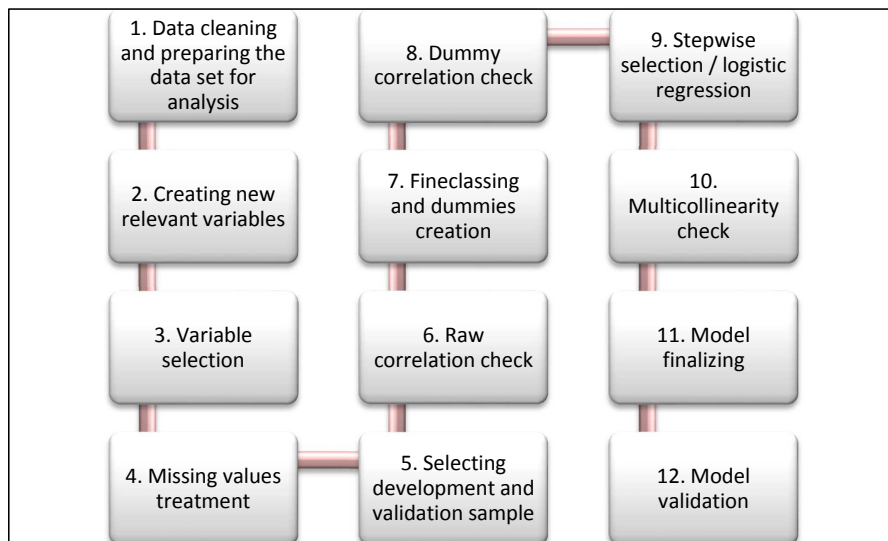 1. Data cleaning
and preparing the
data set for
analysis
2. Creating new
relevant variables
3. Variable
selection
4. Missing values
treatment
5. Selecting
development and
validation sample
6. Raw
correlation check
7. Fineclassing
and dummies
creation
8. Dummy
correlation check
9. Stepwise
selection / logistic
regression
10.
Multicollinearity
check
11. Model
finalizing
12. Model
validation